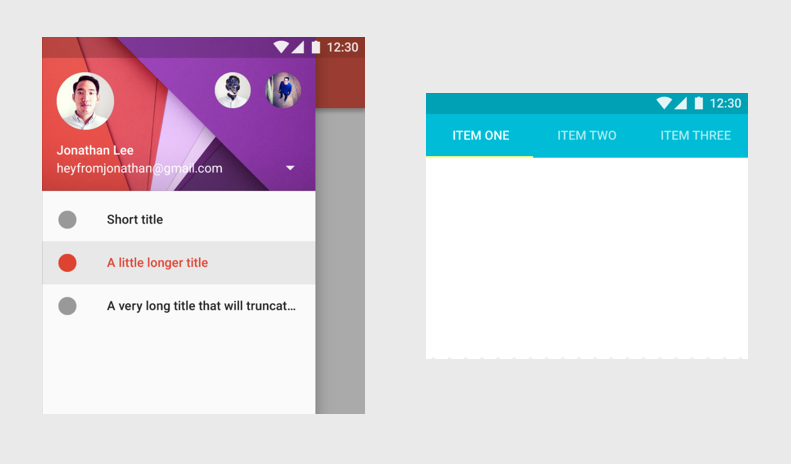 12:30
Jonathan Lee
heyfromjonathan@gmail.com
Short title
A little longer title
A very long title that will truncat...
12:30
ITEM ONE ITEM TWO ITEM THREE